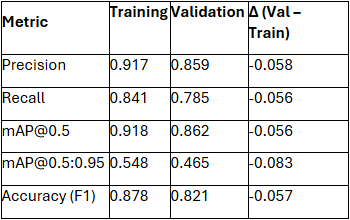 Metric Training Validation Δ (Val –
Train)
Precision 0.917 0.859 -0.058
Recall 0.841 0.785 -0.056
mAP@0.5 0.918 0.862 -0.056
mAP@0.5:0.95 0.548 0.465 -0.083
Accuracy (F1) 0.878 0.821 -0.057